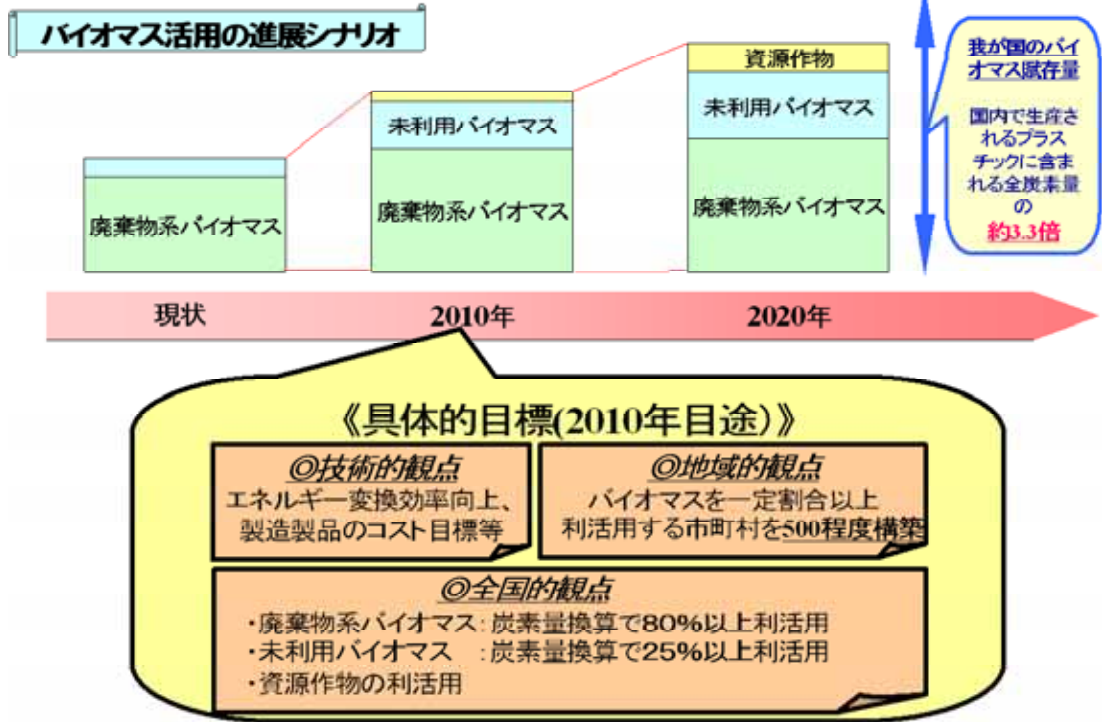 バイオマス活用の進展シナリオ
廃棄物系バイオマス
未利用バイオマス
廃棄物系バイオマス
資源作物
未利用バイオマス
廃棄物系バイオマス
我が国のバイ
オマス賦存量
国内で生産さ
れるプラス
チックに含ま
れる全炭素量
の
約3.3倍
現状
2010年
2020年
《具体的目標(2010年目途)》
◎技術的観点
エネルギー変換効率向上、
製造製品のコスト目標等
◎地域的観点
バイオマスを一定割合以上
利活用する市町村を500程度構築
◎全国的観点
・廃棄物系バイオマス:炭素量換算で80%以上利活用
・未利用バイオマス :炭素量換算で25%以上利活用
・資源作物の利活用